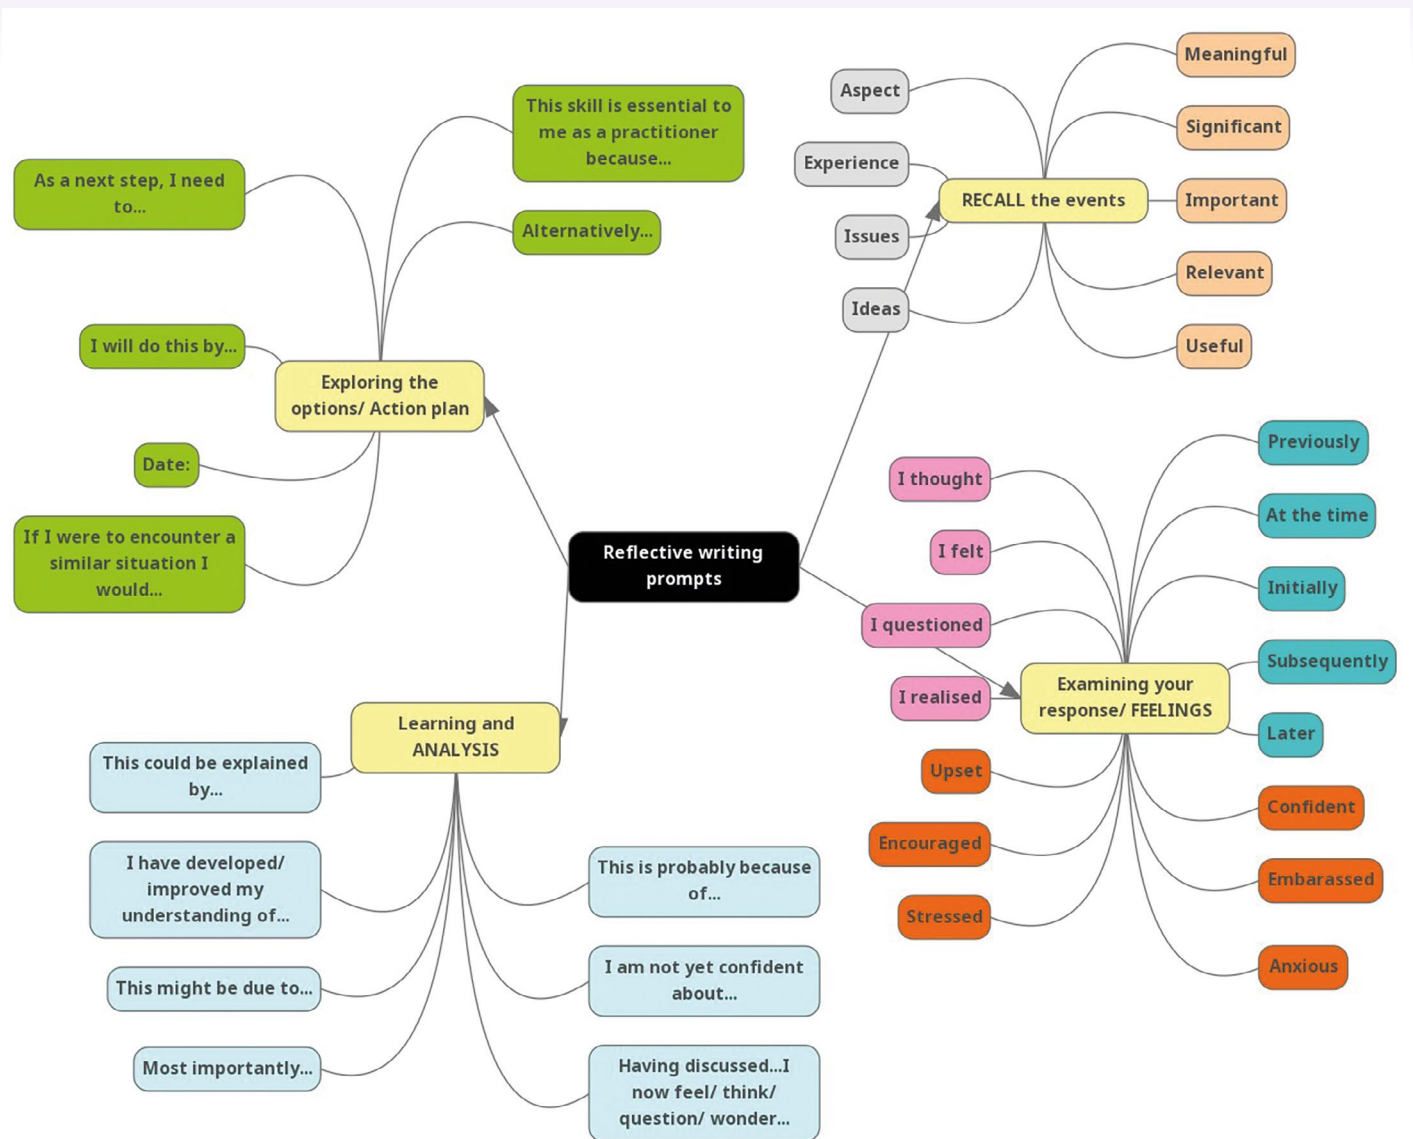 Reflective writing
prompts
RECALL the events
Aspect
Experience
Issues
Ideas
Meaningful
Significant
Important
Relevant
Useful
Examining your
response/ FEELINGS
I thought
I felt
I questioned
I realised
Upset
Encouraged
Stressed
Previously
At the time
Initially
Subsequently
Later
Confident
Embarassed
Anxious
Learning and
ANALYSIS
This could be explained
by...
I have developed/
improved my
understanding of...
This might be due to...
Most importantly...
This is probably because
of...
I am not yet confident
about...
Having discussed...I
now feel/ think/
question/ wonder...
Exploring the
options/ Action plan
This skill is essential to
me as a practitioner
because...
Alternatively...
As a next step, I need
to...
I will do this by...
Date:
If I were to encounter a
similar situation I
would...